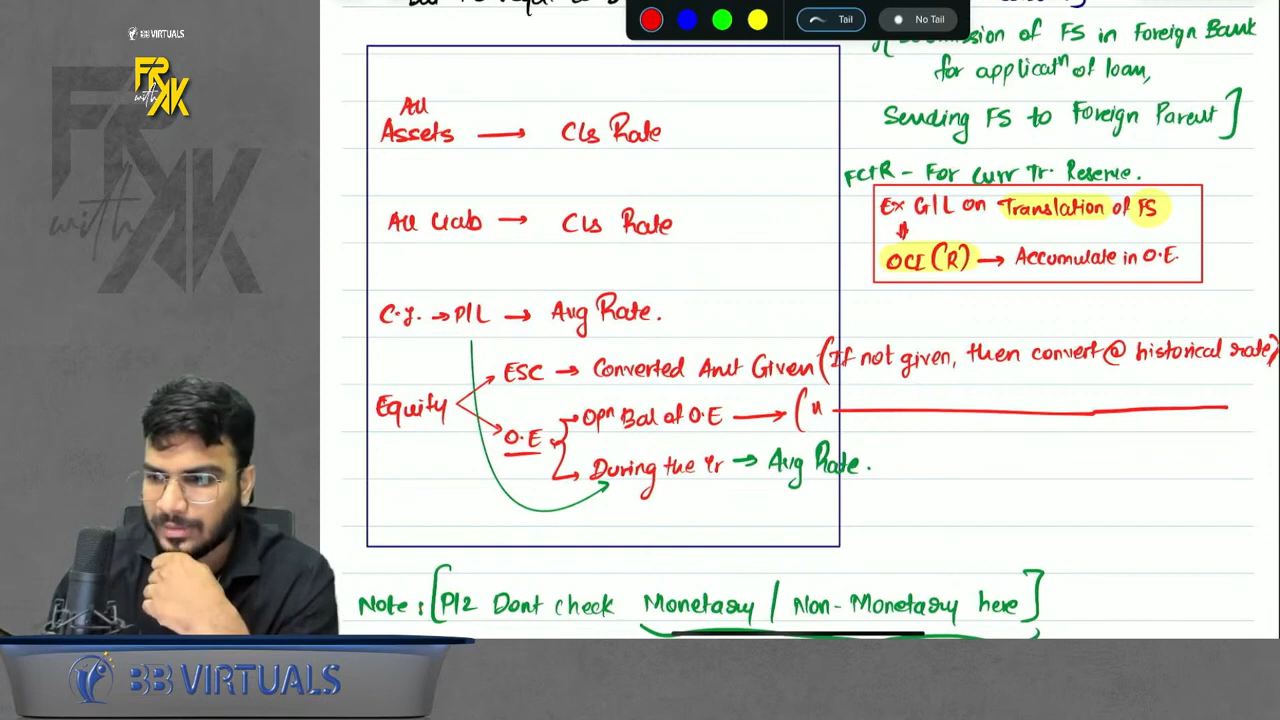 BB VIRTUALS
FR
with
AK
Tail
No Tail
of FS in Foreign Bank
for applicatⁿ of loan,
Sending FS to Foreign Parent]
FCTR - For Curr Tr. Reserve.
Ex G/L on Translation of FS
OCI (R) → Accumulate in O.E
All
Assets → Cls Rate
All Liab → Cls Rate
C.Y. → P/L → Avg Rate.
Equity
ESC → Converted Amt Given (If not given, then convert @ historical rate)
O.E
Opⁿ Bal of O.E → ( "
During the Yr → Avg Rate.
Note: [Plz Dont check Monetary / Non-Monetary here]
BB VIRTUALS